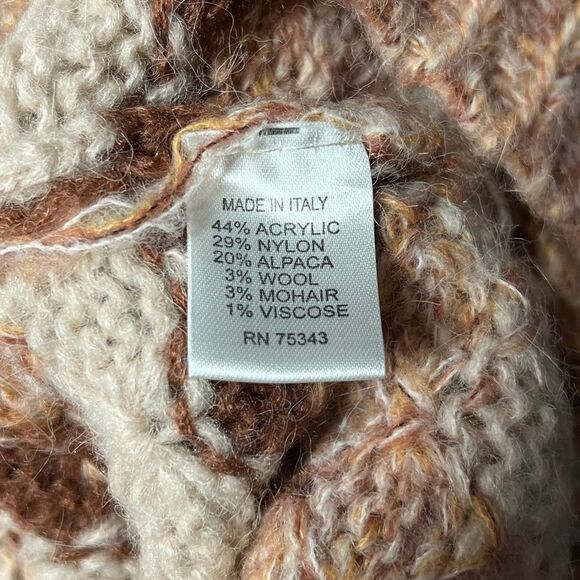 MADE IN ITALY
44% ACRYLIC
29% NYLON
20% ALPACA
3% WOOL
3% MOHAIR
1% VISCOSE
RN 75343